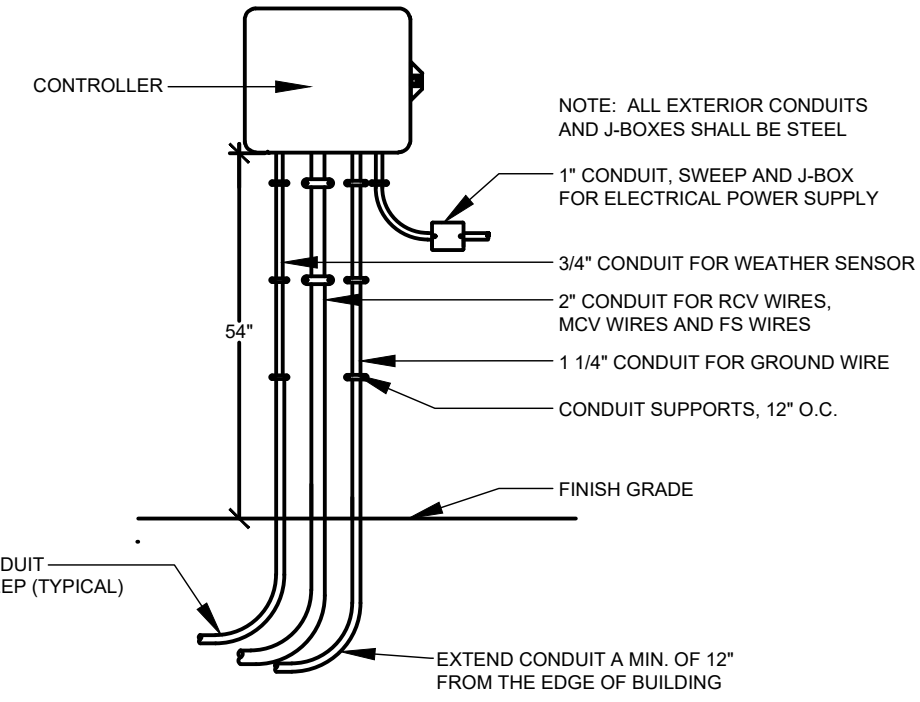 CONTROLLER
NOTE: ALL EXTERIOR CONDUITS
AND J-BOXES SHALL BE STEEL
1" CONDUIT, SWEEP AND J-BOX
FOR ELECTRICAL POWER SUPPLY
3/4" CONDUIT FOR WEATHER SENSOR
2" CONDUIT FOR RCV WIRES,
MCV WIRES AND FS WIRES
54"
1 1/4" CONDUIT FOR GROUND WIRE
CONDUIT SUPPORTS, 12" O.C.
FINISH GRADE
DUIT
EP (TYPICAL)
EXTEND CONDUIT A MIN. OF 12"
FROM THE EDGE OF BUILDING